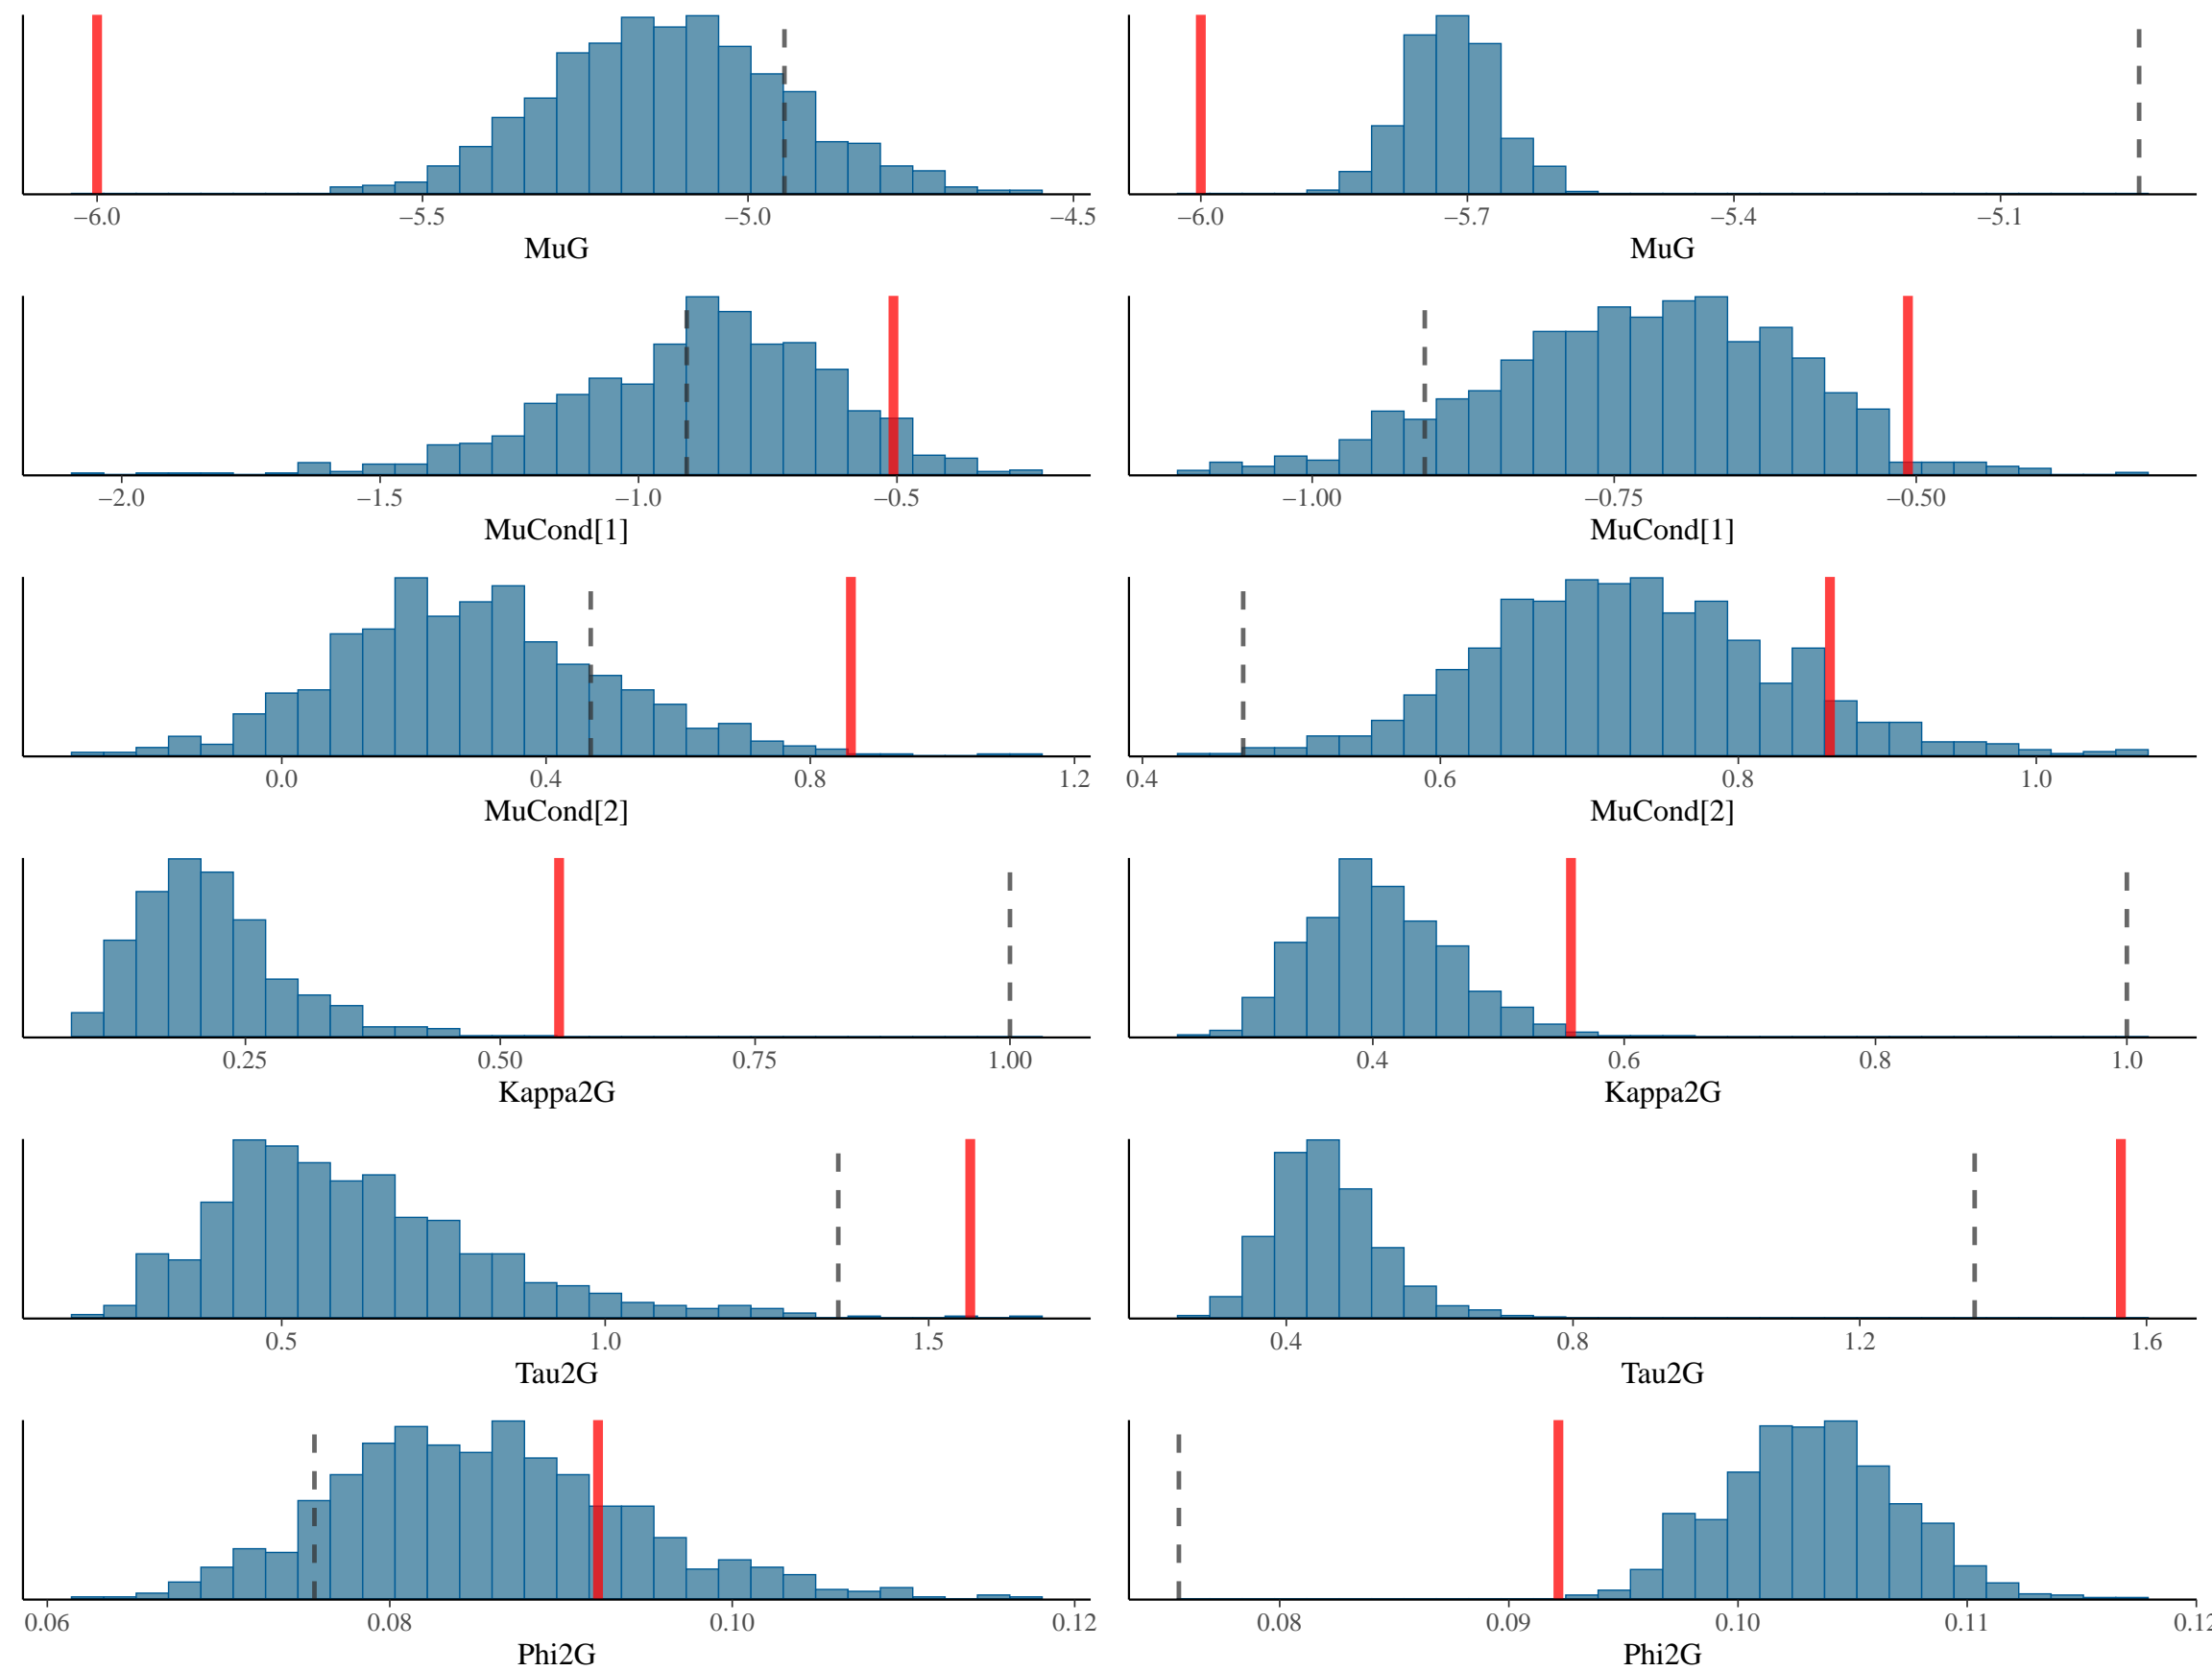 –6.0 –5.5 –5.0 –4.5
MuG
–6.0 –5.7 –5.4 –5.1
MuG
–2.0 –1.5 –1.0 –0.5
MuCond[1]
–1.00 –0.75 –0.50
MuCond[1]
0.0 0.4 0.8 1.2
MuCond[2]
0.4 0.6 0.8 1.0
MuCond[2]
0.25 0.50 0.75 1.00
Kappa2G
0.4 0.6 0.8 1.0
Kappa2G
0.5 1.0 1.5
Tau2G
0.4 0.8 1.2 1.6
Tau2G
0.06 0.08 0.10 0.12
Phi2G
0.08 0.09 0.10 0.11
Phi2G